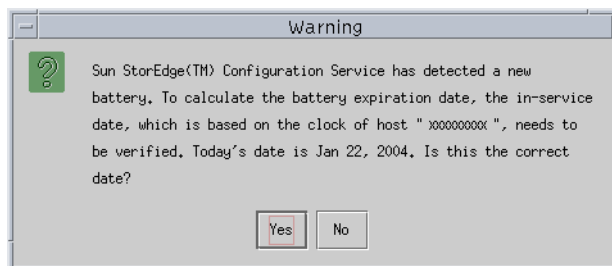 Warning
Sun StorEdge(TM) Configuration Service has detected a new
battery. To calculate the battery expiration date, the in-service
date, which is based on the clock of host " XXXXXXXXX ", needs to
be verified. Today's date is Jan 22, 2004. Is this the correct
date?
Yes No